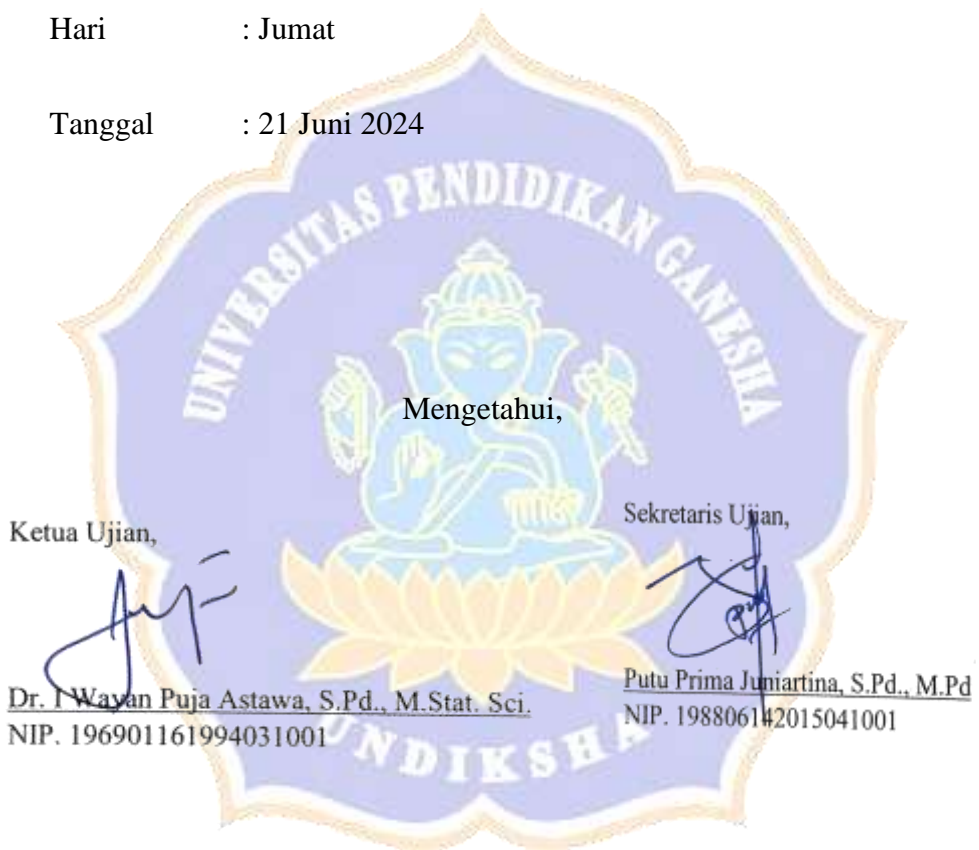 Hari : Jumat
Tanggal : 21 Juni 2024
UNIVERSITAS PENDIDIKAN GANESHA
Mengetahui,
Ketua Ujian,
Sekretaris Ujian,
Dr. I Wayan Puja Astawa, S.Pd., M.Stat. Sci.
NIP. 196901161994031001
Putu Prima Juniartina, S.Pd., M.Pd
NIP. 198806142015041001
UNDIKSHA